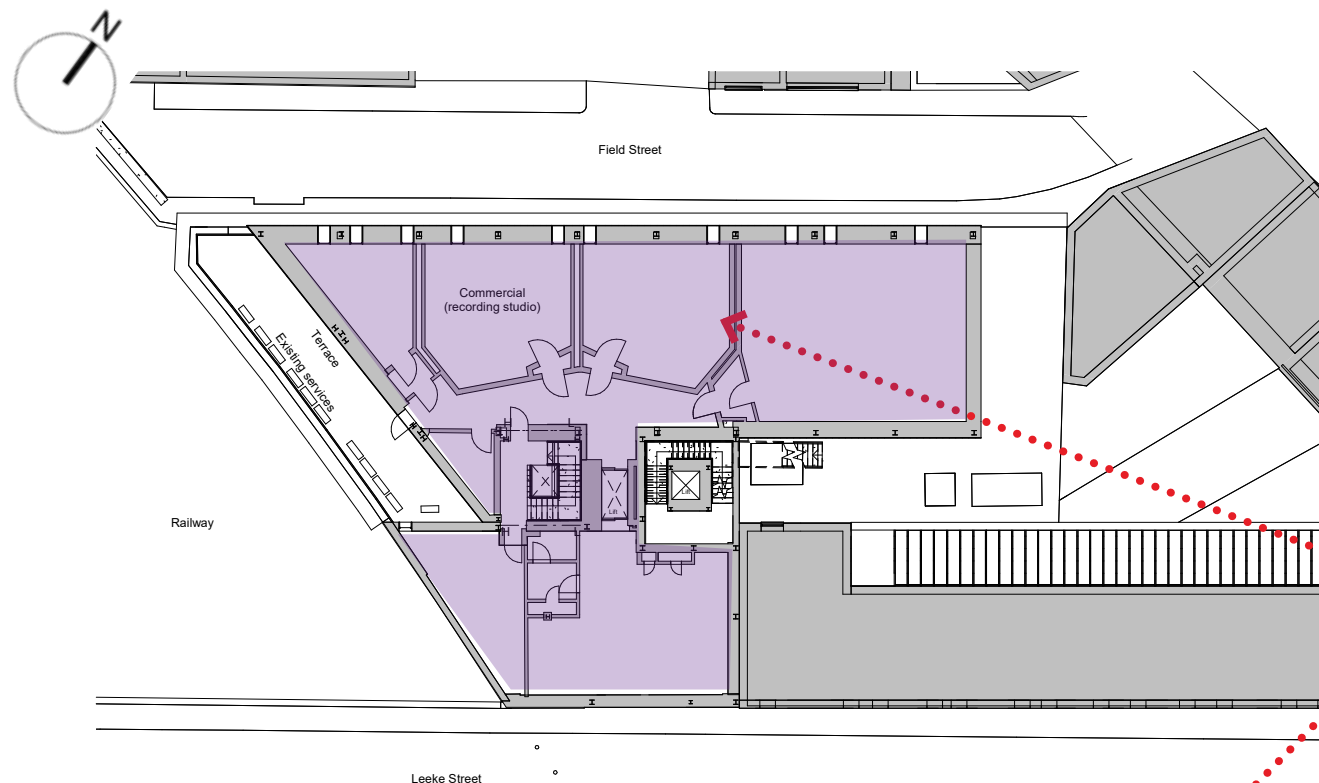 N
Field Street
Commercial
(recording studio)
Terrace
Existing services
Lift
Lift
Railway
Leeke Street